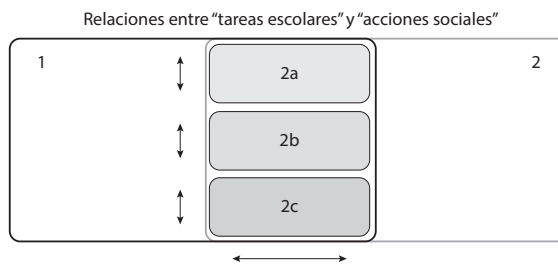 Relaciones entre “tareas escolares” y “acciones sociales”
1
2a
2
2b
2c